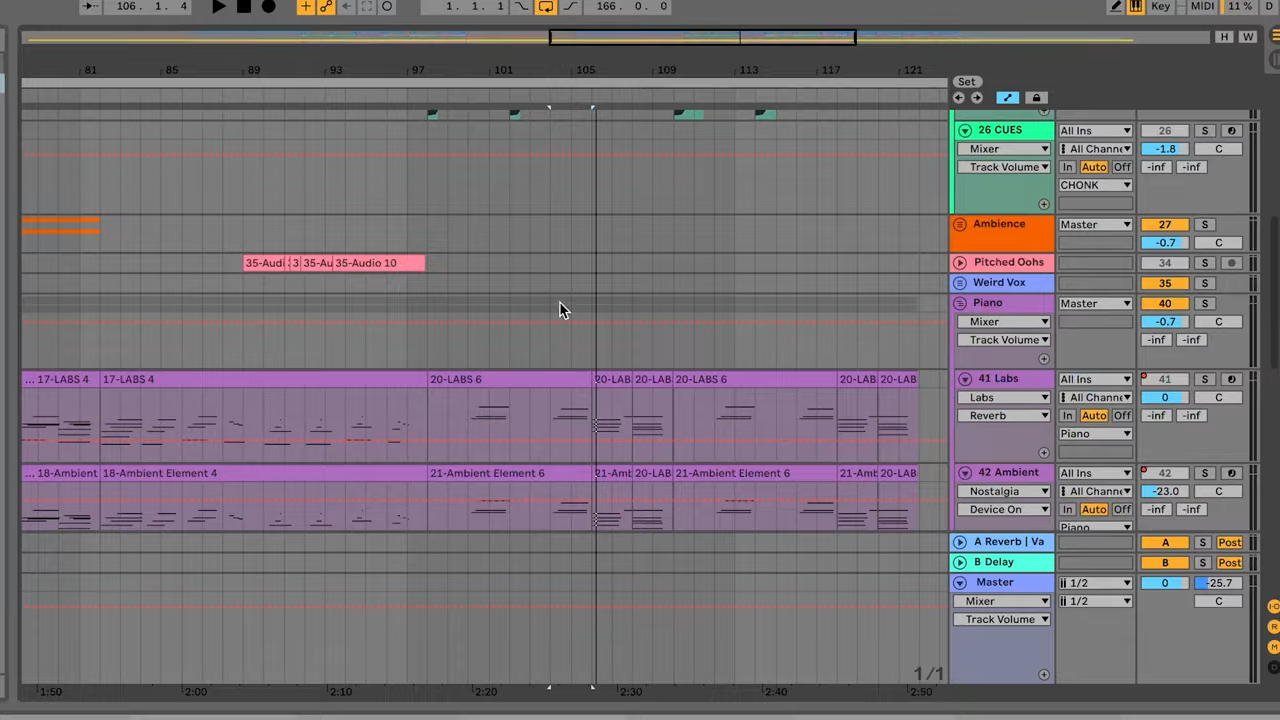 106. 1. 4 1. 1. 1 166. 0. 0 Key MIDI 11 % D
H W
81 85 89 93 97 101 105 109 113 117 121
Set
26 CUES All Ins 26 S
Mixer All Channe -1.8 C
Track Volume In Auto Off -inf -inf
CHONK
Ambience Master 27 S
-0.7 C
35-Audi 3 35-Au 35-Audio 10 Pitched Oohs 34 S
Weird Vox 35 S
Piano Master 40 S
Mixer -0.7 C
Track Volume -inf -inf
... 17-LABS 4 17-LABS 4 20-LABS 6 20-LAB 20-LAB 20-LABS 6 20-LAB 20-LAB 41 Labs All Ins 41 S
Labs All Channe 0 C
Reverb In Auto Off -inf -inf
Piano
... 18-Ambient 18-Ambient Element 4 21-Ambient Element 6 21-Amt 20-LAB 21-Ambient Element 6 21-Amt 20-LAB 42 Ambient All Ins 42 S
Nostalgia All Channe -23.0 C
Device On In Auto Off -inf -inf
Piano
A Reverb | Va A S Post
B Delay B S Post
Master 1/2 0 -25.7
Mixer 1/2 C
Track Volume
1/1
1:50 2:00 2:10 2:20 2:30 2:40 2:50